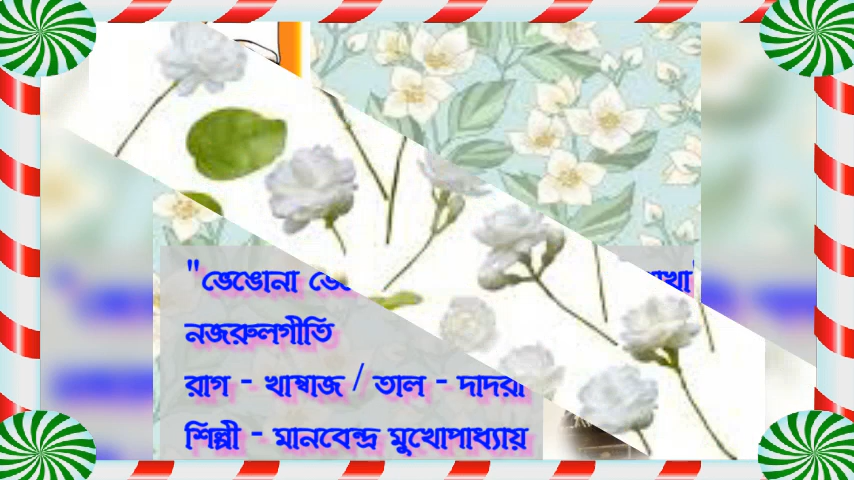 "ভেঙোনা
নজরুলগীতি
রাগ - খাম্বাজ / তাল - দাদরা
শিল্পী - মানবেন্দ্র মুখোপাধ্যায়